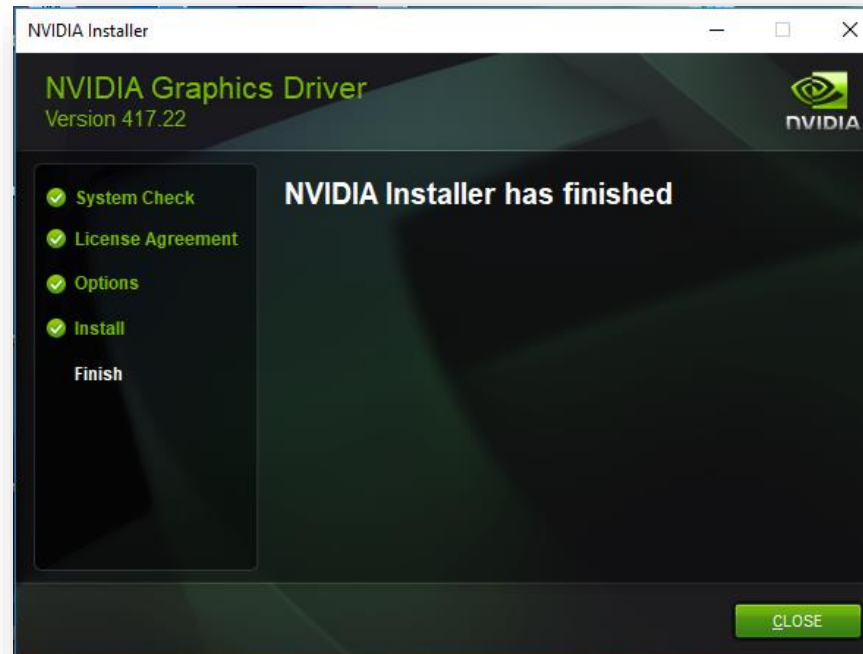 NVIDIA Installer
NVIDIA Graphics Driver
Version 417.22
NVIDIA
System Check
License Agreement
Options
Install
Finish
NVIDIA Installer has finished
CLOSE